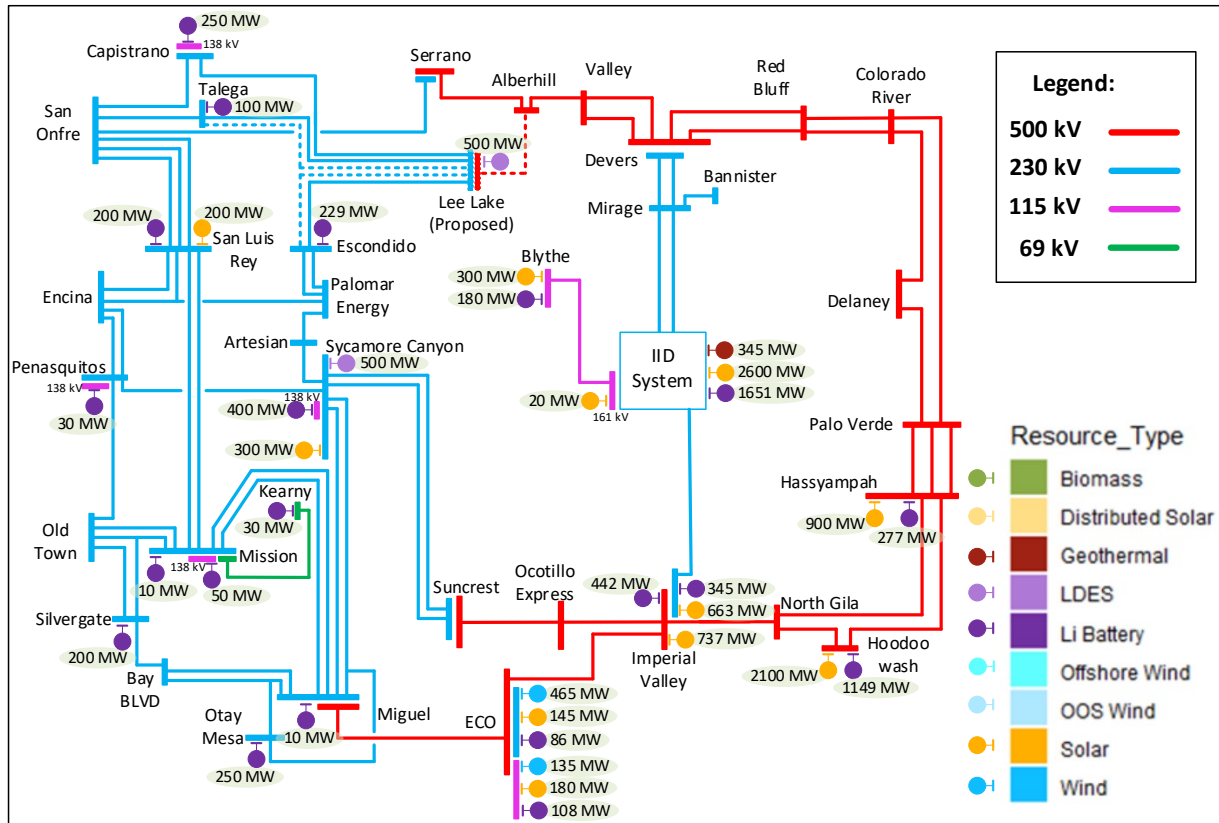 250 MW
138 kV
Capistrano
Talega
100 MW
San
Onfre
Serrano
Alberhill
Valley
Red
Bluff
Colorado
River
500 MW
Lee Lake
(Proposed)
Devers
Bannister
Mirage
200 MW
200 MW
San Luis
Rey
229 MW
Escondido
Encina
Palomar
Energy
Blythe
300 MW
180 MW
Delaney
Artesian
Sycamore Canyon
500 MW
IID
System
345 MW
2600 MW
1651 MW
20 MW
161 kV
Penasquitos
138 kV
30 MW
138 kV
400 MW
300 MW
Palo Verde
Hassyampah
900 MW
277 MW
Kearny
30 MW
Old
Town
Mission
138 kV
10 MW
50 MW
Suncrest
Ocotillo
Express
442 MW
345 MW
663 MW
737 MW
Imperial
Valley
North Gila
Hoodoo
wash
2100 MW
1149 MW
Silvergate
200 MW
Bay
BLVD
Otay
Mesa
250 MW
10 MW
Miguel
ECO
465 MW
145 MW
86 MW
135 MW
180 MW
108 MW
Legend:
500 kV
230 kV
115 kV
69 kV
Resource_Type
Biomass
Distributed Solar
Geothermal
LDES
Li Battery
Offshore Wind
OOS Wind
Solar
Wind